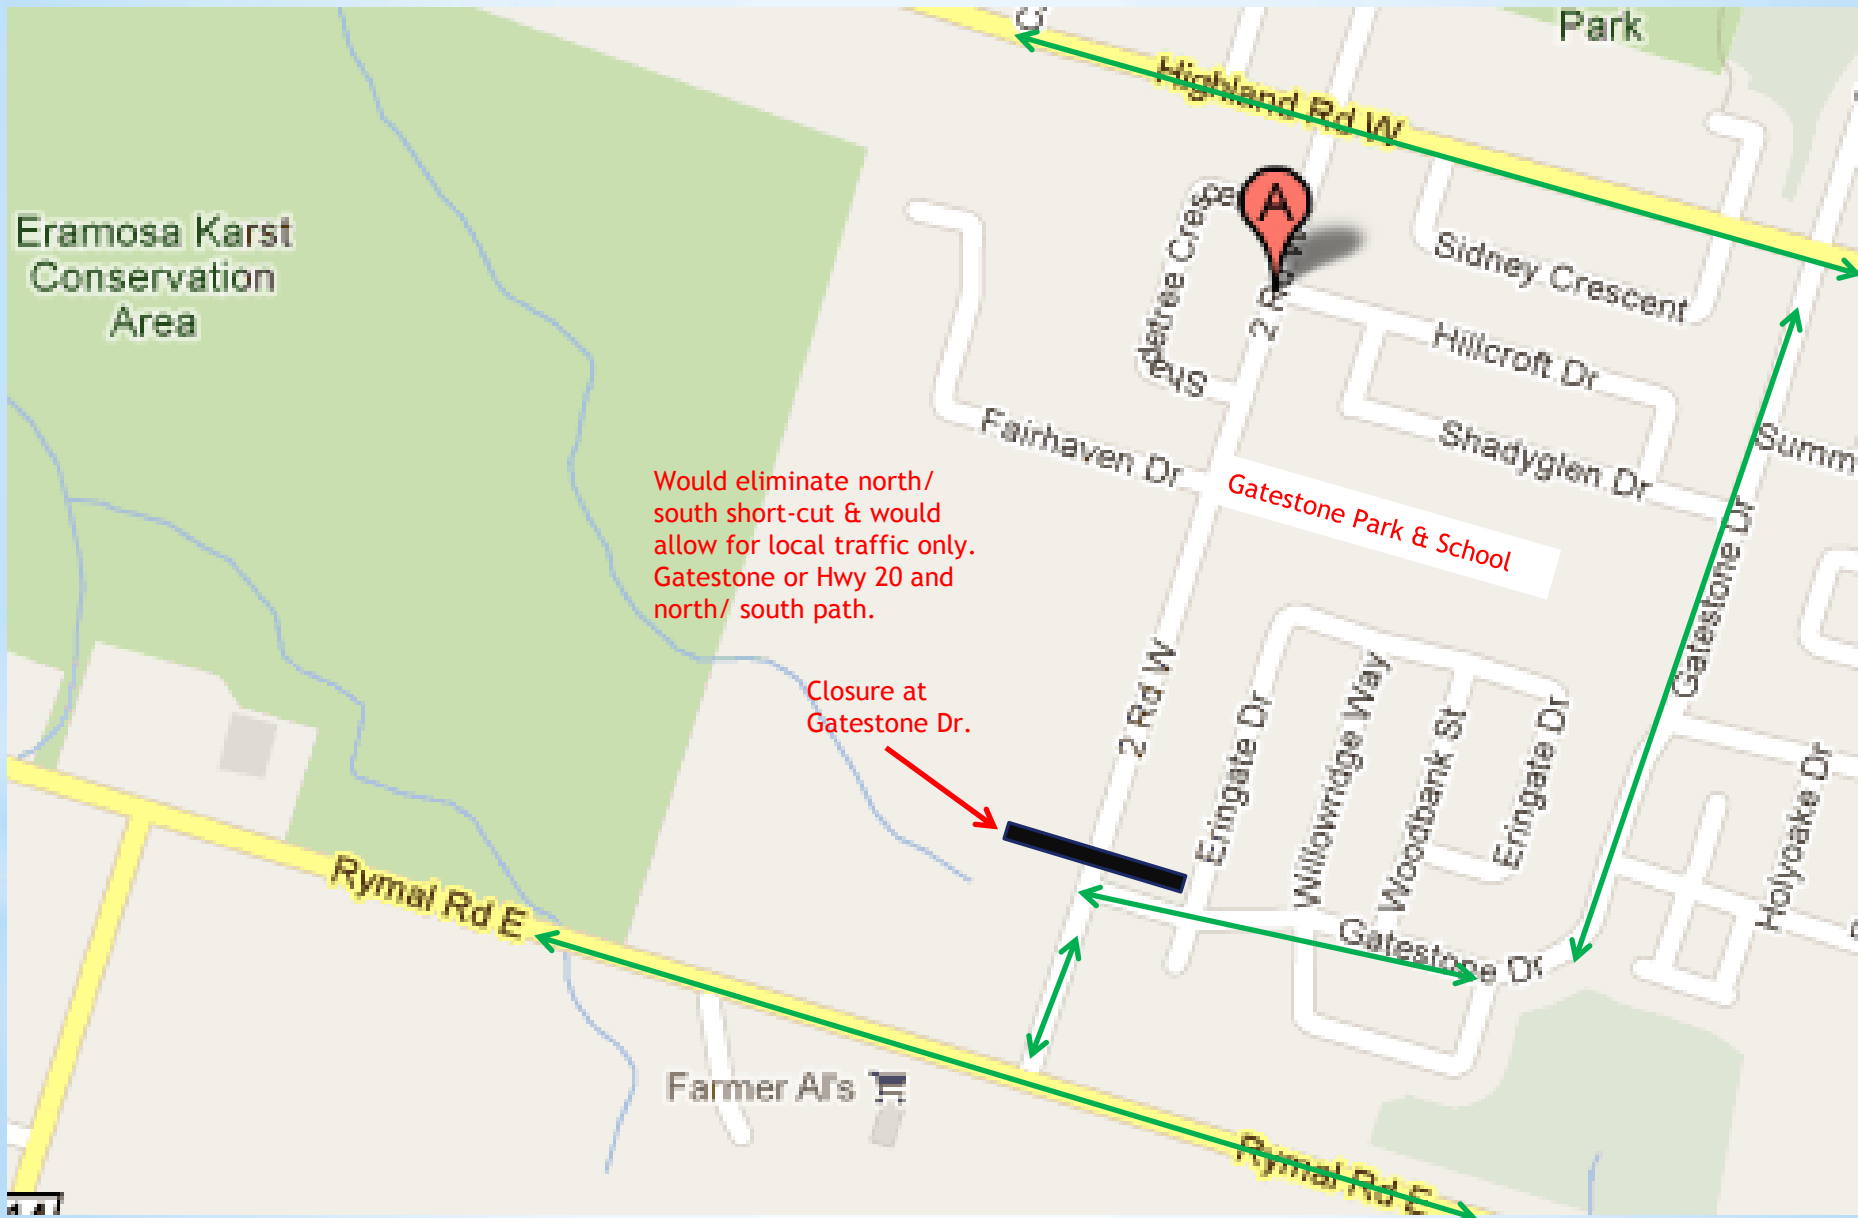 Park
Highland Rd W
Eramosa Karst
Conservation
Area
A
Sidney Crescent
Hillcroft Dr
Shadyglen Dr
Fairhaven Dr
Gatestone Park & School
Would eliminate north/
south short-cut & would
allow for local traffic only.
Gatestone or Hwy 20 and
north/ south path.
Gatestone Dr
Closure at
Gatestone Dr.
2 Rd W
Eringate Dr
Willowridge Way
Woodbank St
Eringate Dr
Holyoake Dr
Rymal Rd E
Gatestone Dr
Farmer Al's
Rymal Rd E